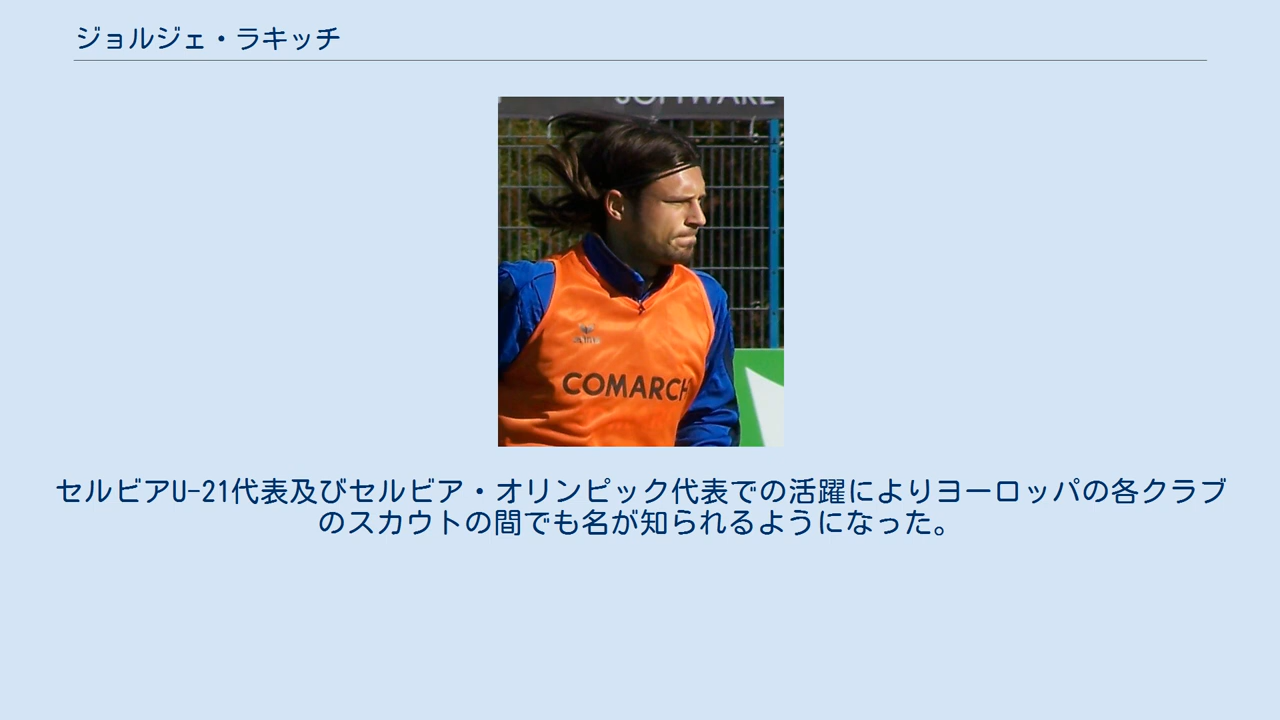 ジョルジェ・ラキッチ
SOFTWARE
COMARCH
セルビアU-21代表及びセルビア・オリンピック代表での活躍によりヨーロッパの各クラブ
のスカウトの間でも名が知られるようになった。